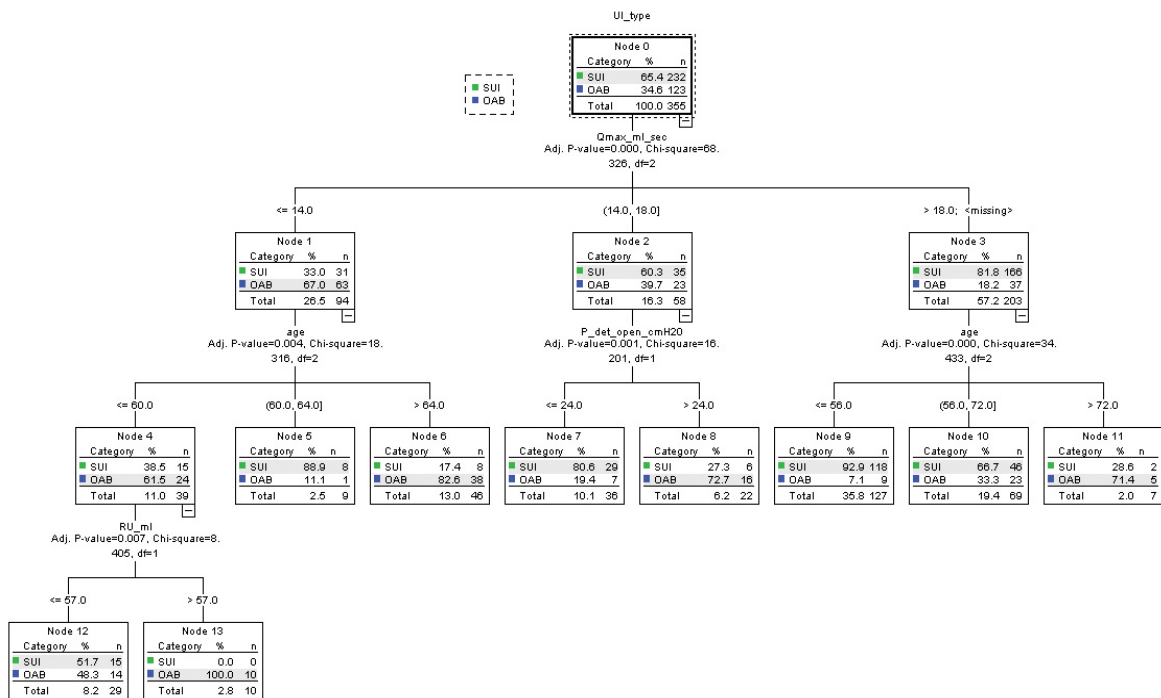 UI_type
Node 0
Category % n
SUI 65.4 232
OAB 34.6 123
Total 100.0 355
SUI
OAB
Qmax_ml_sec
Adj. P-value=0.000, Chi-square=68.
326, df=2
<= 14.0
(14.0, 18.0]
> 18.0; <missing>
Node 1
Category % n
SUI 33.0 31
OAB 67.0 63
Total 26.5 94
Node 2
Category % n
SUI 60.3 35
OAB 39.7 23
Total 16.3 58
Node 3
Category % n
SUI 81.8 166
OAB 18.2 37
Total 57.2 203
age
Adj. P-value=0.004, Chi-square=18.
316, df=2
P_det_open_cmH20
Adj. P-value=0.001, Chi-square=16.
201, df=1
age
Adj. P-value=0.000, Chi-square=34.
433, df=2
<= 60.0
(60.0, 64.0]
> 64.0
<= 24.0
> 24.0
<= 56.0
(56.0, 72.0]
> 72.0
Node 4
Category % n
SUI 38.5 15
OAB 61.5 24
Total 11.0 39
Node 5
Category % n
SUI 88.9 8
OAB 11.1 1
Total 2.5 9
Node 6
Category % n
SUI 17.4 8
OAB 82.6 38
Total 13.0 46
Node 7
Category % n
SUI 80.6 29
OAB 19.4 7
Total 10.1 36
Node 8
Category % n
SUI 27.3 6
OAB 72.7 16
Total 6.2 22
Node 9
Category % n
SUI 92.9 118
OAB 7.1 9
Total 35.8 127
Node 10
Category % n
SUI 66.7 46
OAB 33.3 23
Total 19.4 69
Node 11
Category % n
SUI 28.6 2
OAB 71.4 5
Total 2.0 7
RU_ml
Adj. P-value=0.007, Chi-square=8.
405, df=1
<= 57.0
> 57.0
Node 12
Category % n
SUI 51.7 15
OAB 48.3 14
Total 8.2 29
Node 13
Category % n
SUI 0.0 0
OAB 100.0 10
Total 2.8 10